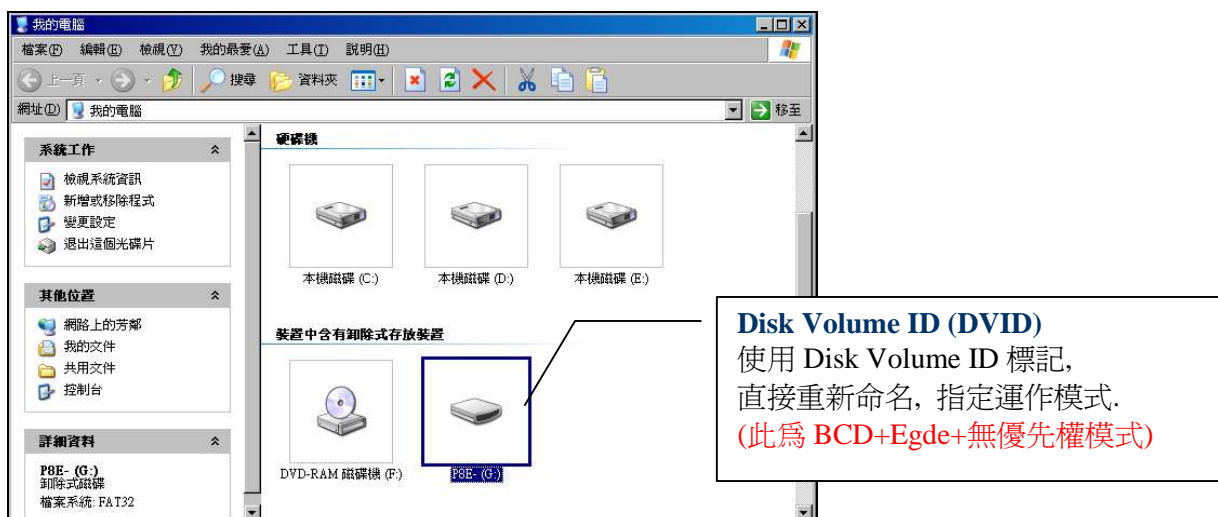 我的電腦
檔案(F) 編輯(E) 檢視(V) 我的最愛(A) 工具(T) 說明(H)
上一頁 搜尋 資料夾
網址(D) 我的電腦 移至
系統工作
檢視系統資訊
新增或移除程式
變更設定
退出這個光碟片
其他位置
網路上的芳鄰
我的文件
共用文件
控制台
詳細資料
P8E- (G:)
卸除式磁碟
檔案系統: FAT32
硬碟機
本機磁碟 (C:) 本機磁碟 (D:) 本機磁碟 (E:)
裝置中含有卸除式存放裝置
DVD-RAM 磁碟機 (F:) P8E- (G:)
Disk Volume ID (DVID)
使用 Disk Volume ID 標記,
直接重新命名, 指定運作模式.
(此為 BCD+Egde+無優先權模式)